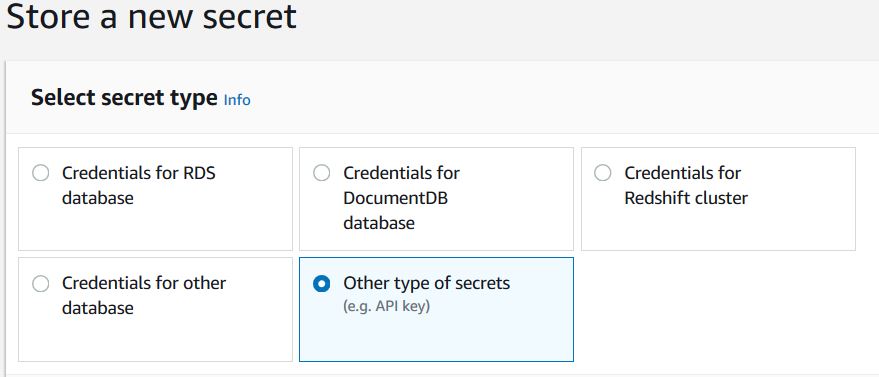 Store a new secret
Select secret type Info
Credentials for RDS
database
Credentials for
DocumentDB
database
Credentials for
Redshift cluster
Credentials for other
database
Other type of secrets
(e.g. API key)